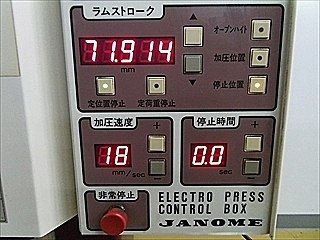 ラムストローク
71.914
mm
オープンハイト
加圧位置
停止位置
定位置停止
定荷重停止
加圧速度
18
mm/sec
停止時間
0.0
sec
非常停止
ELECTRO PRESS
CONTROL BOX
JANOME